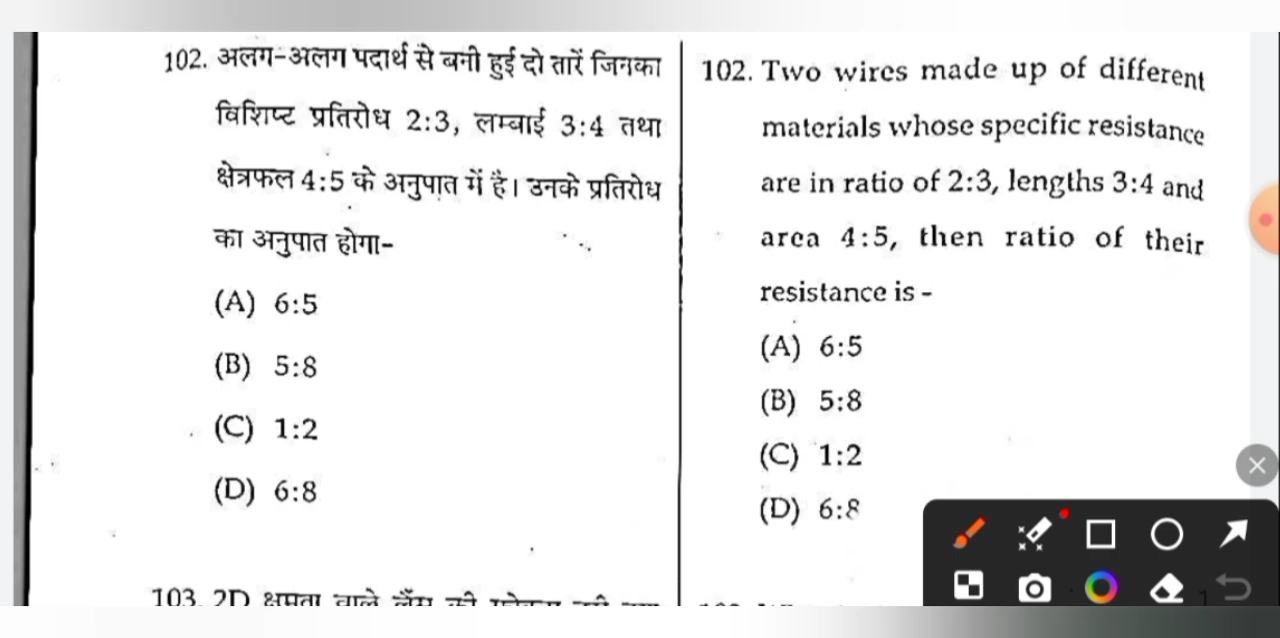 102. अलग-अलग पदार्थ से बनी हुई दो तारें जिनका
विशिष्ट प्रतिरोध 2:3, लम्बाई 3:4 तथा
क्षेत्रफल 4:5 के अनुपात में है। उनके प्रतिरोध
का अनुपात होगा-
(A) 6:5
(B) 5:8
(C) 1:2
(D) 6:8
103. 2D क्षमता वाले लैंस की
102. Two wires made up of different
materials whose specific resistance
are in ratio of 2:3, lengths 3:4 and
area 4:5, then ratio of their
resistance is -
(A) 6:5
(B) 5:8
(C) 1:2
(D) 6:8